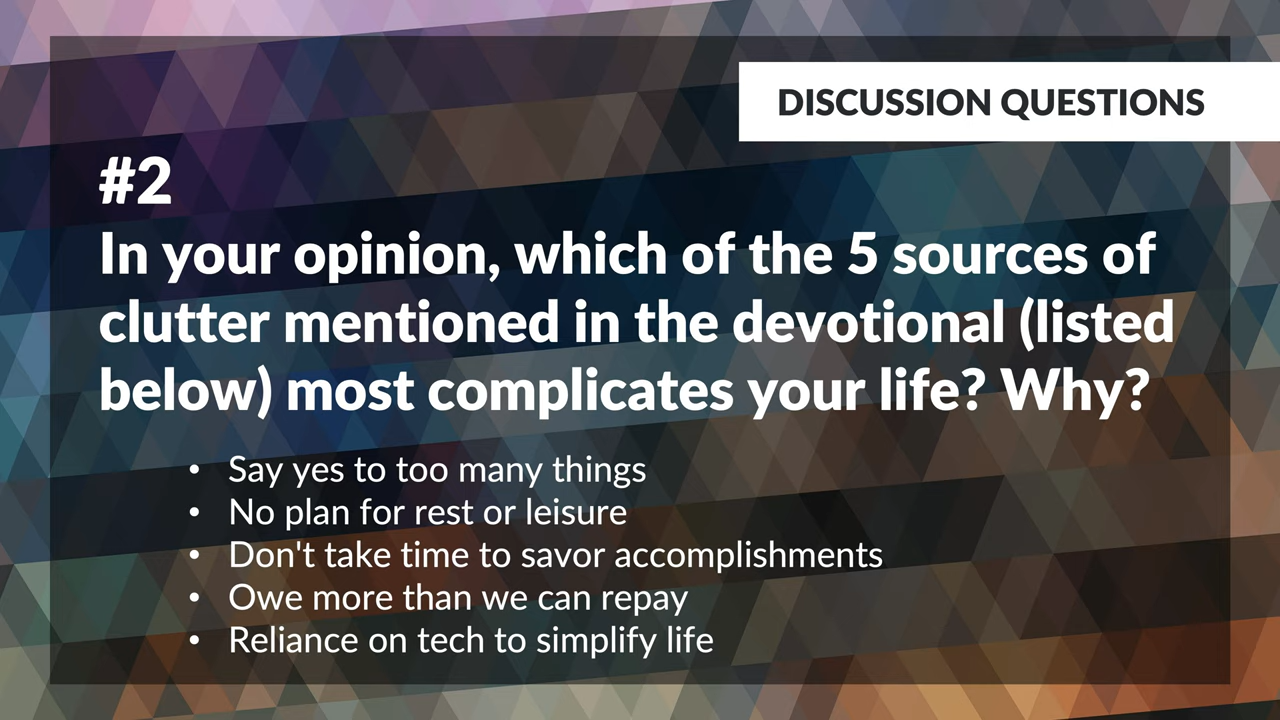 DISCUSSION QUESTIONS
#2
In your opinion, which of the 5 sources of
clutter mentioned in the devotional (listed
below) most complicates your life? Why?
• Say yes to too many things
• No plan for rest or leisure
• Don't take time to savor accomplishments
• Owe more than we can repay
• Reliance on tech to simplify life